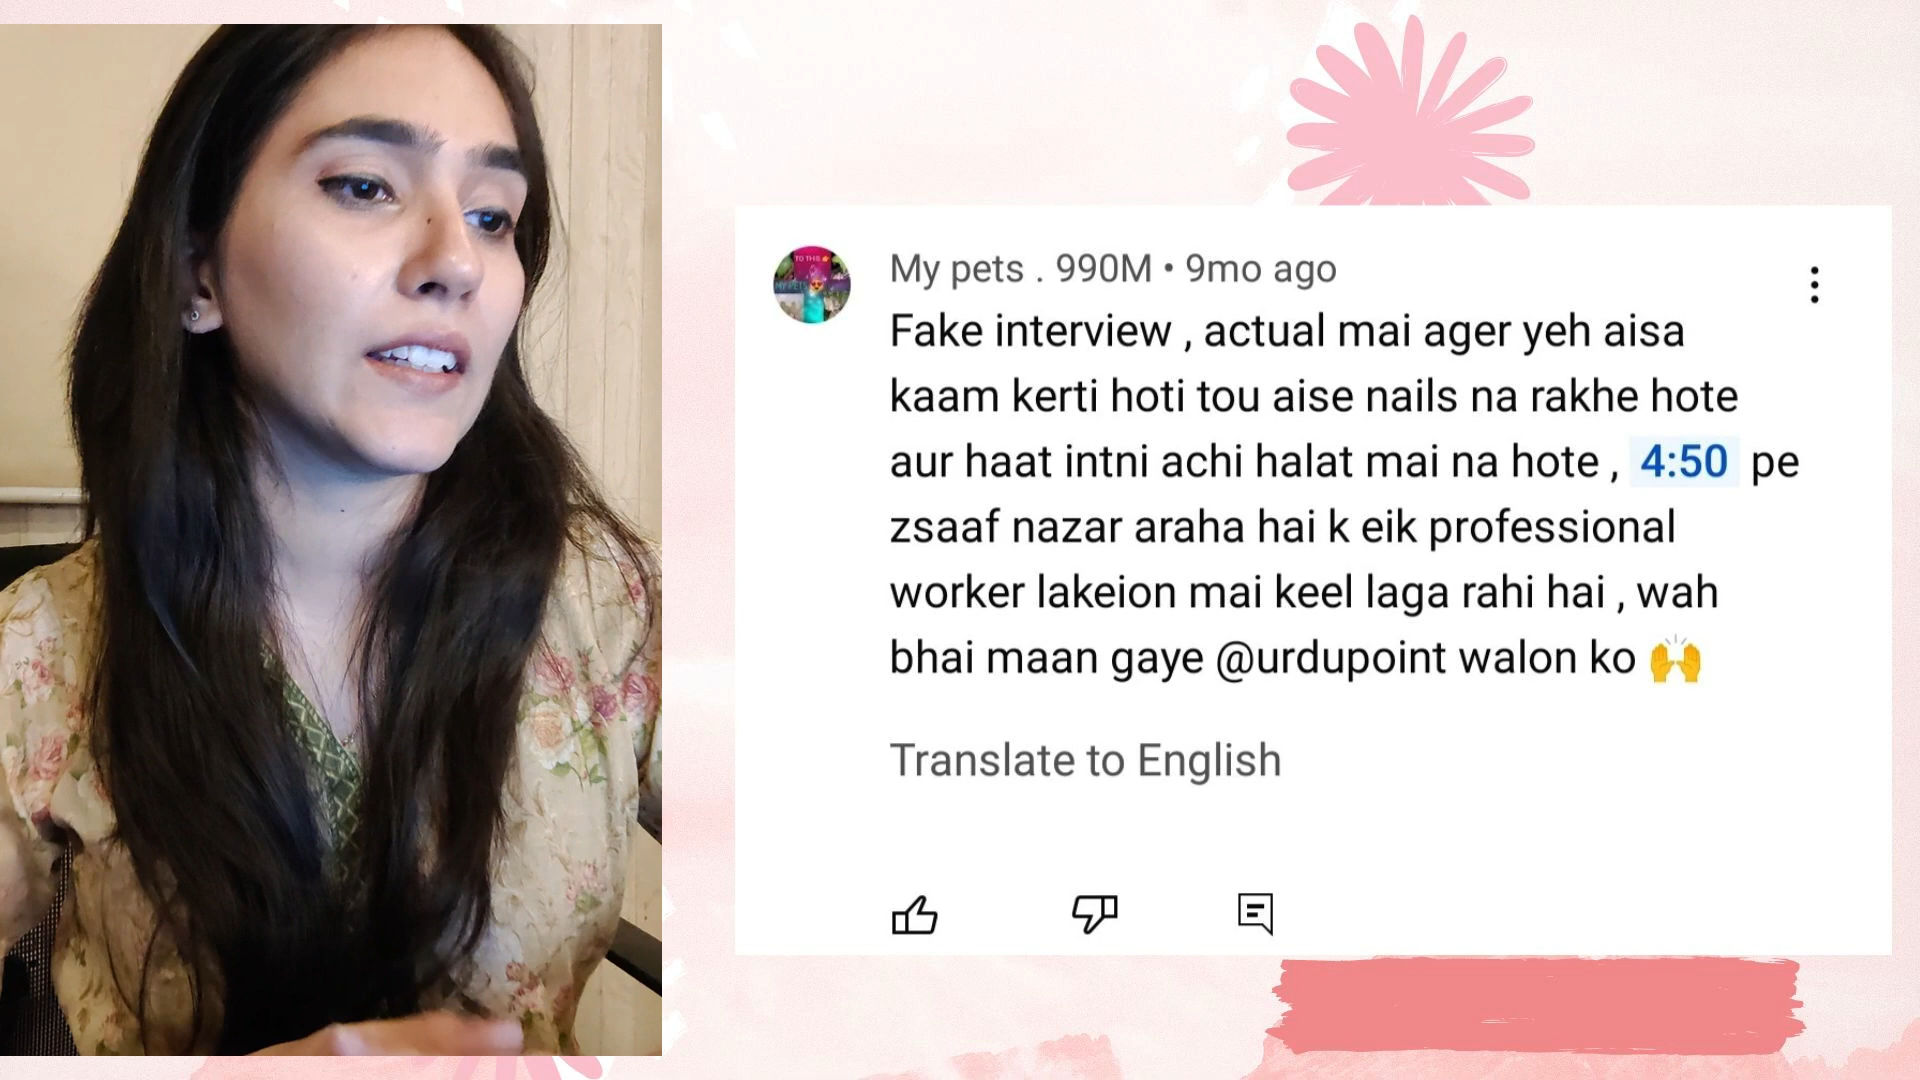 My pets . 990M • 9mo ago
Fake interview , actual mai ager yeh aisa
kaam kerti hoti tou aise nails na rakhe hote
aur haat intni achi halat mai na hote , 4:50 pe
zsaaf nazar araha hai k eik professional
worker lakeion mai keel laga rahi hai , wah
bhai maan gaye @urdupoint walon ko 🙌
Translate to English